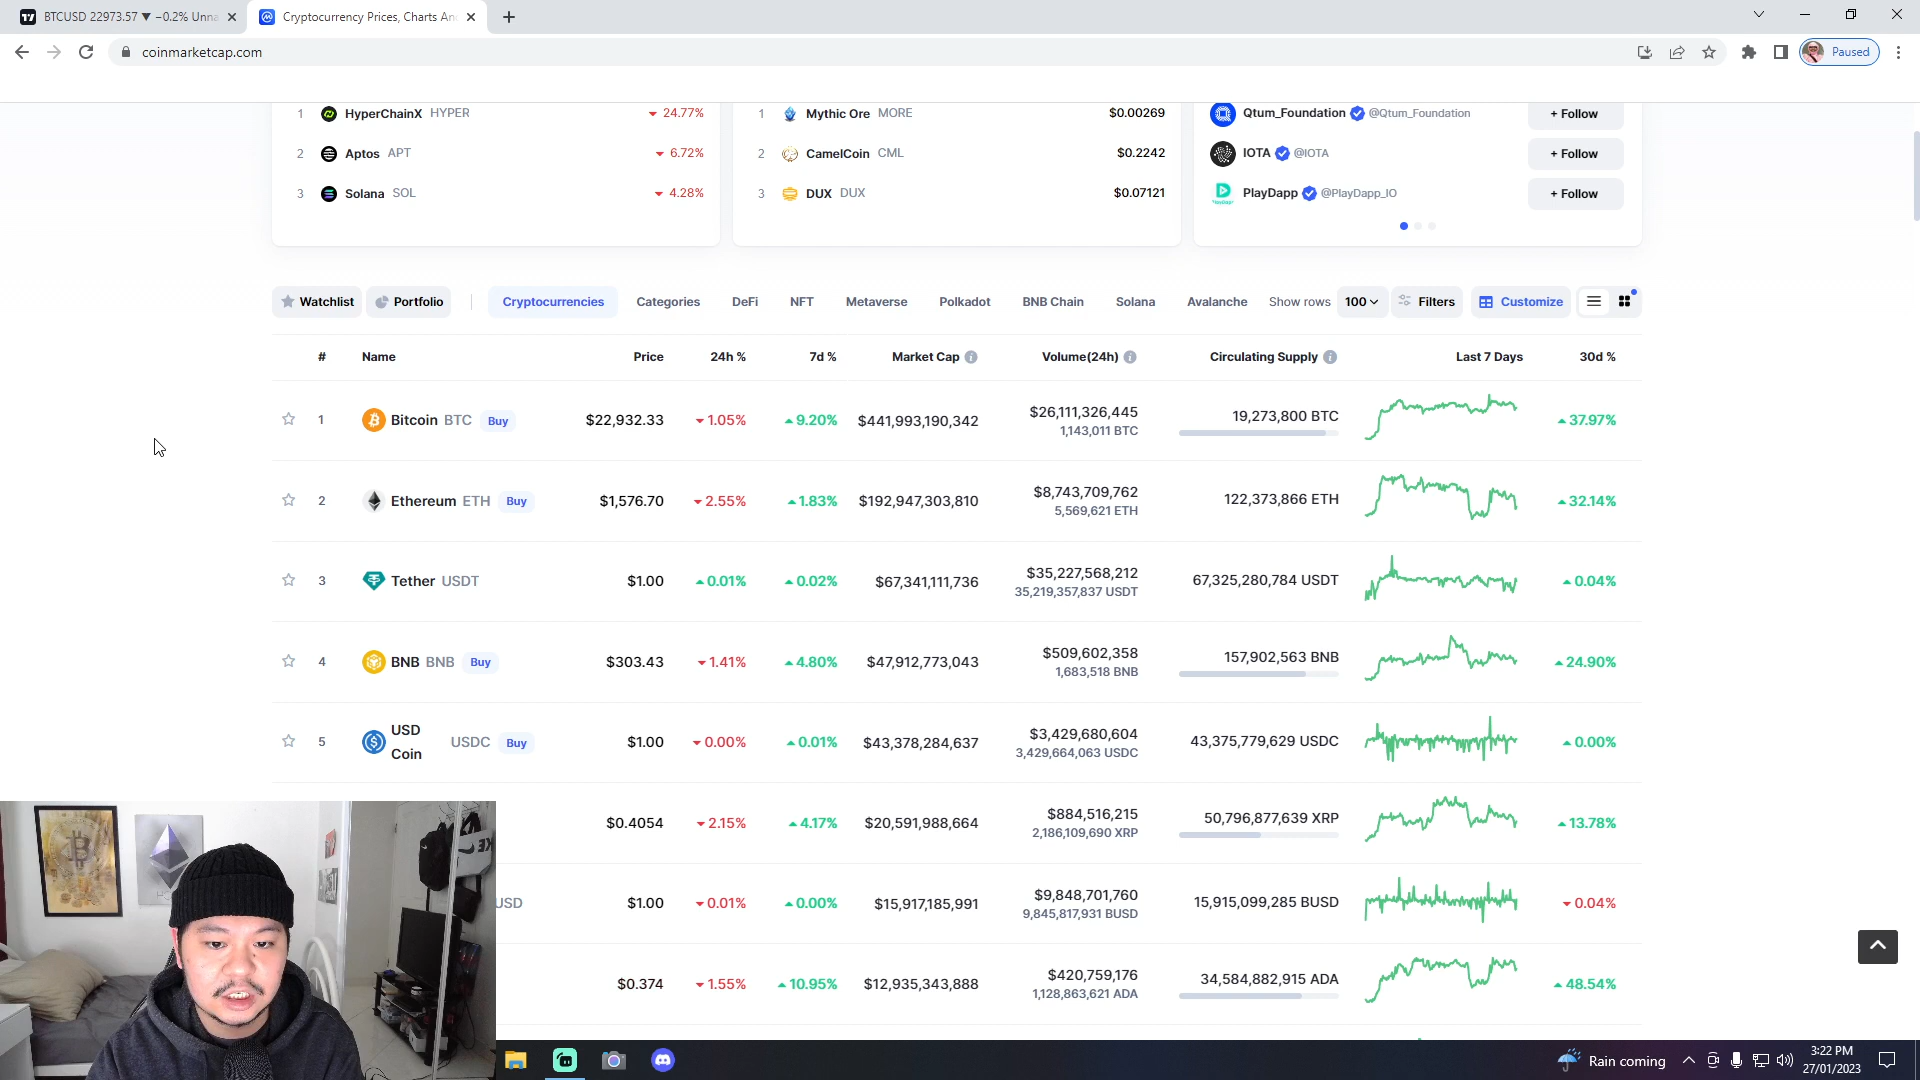 BTCUSD 22973.57 ▼ −0.2% Unna
Cryptocurrency Prices, Charts An
coinmarketcap.com
Paused
1 HyperChainX HYPER 24.77%
2 Aptos APT 6.72%
3 Solana SOL 4.28%
1 Mythic Ore MORE $0.00269
2 CamelCoin CML $0.2242
3 DUX DUX $0.07121
Qtum_Foundation @Qtum_Foundation + Follow
IOTA @IOTA + Follow
PlayDapp @PlayDapp_IO + Follow
Watchlist Portfolio Cryptocurrencies Categories DeFi NFT Metaverse Polkadot BNB Chain Solana Avalanche Show rows 100 Filters Customize
# Name Price 24h % 7d % Market Cap Volume(24h) Circulating Supply Last 7 Days 30d %
1 Bitcoin BTC Buy $22,932.33 1.05% 9.20% $441,993,190,342 $26,111,326,445 19,273,800 BTC 37.97%
1,143,011 BTC
2 Ethereum ETH Buy $1,576.70 2.55% 1.83% $192,947,303,810 $8,743,709,762 122,373,866 ETH 32.14%
5,569,621 ETH
3 Tether USDT $1.00 0.01% 0.02% $67,341,111,736 $35,227,568,212 67,325,280,784 USDT 0.04%
35,219,357,837 USDT
4 BNB BNB Buy $303.43 1.41% 4.80% $47,912,773,043 $509,602,358 157,902,563 BNB 24.90%
1,683,518 BNB
5 USD Coin USDC Buy $1.00 0.00% 0.01% $43,378,284,637 $3,429,680,604 43,375,779,629 USDC 0.00%
3,429,664,063 USDC
$0.4054 2.15% 4.17% $20,591,988,664 $884,516,215 50,796,877,639 XRP 13.78%
2,186,109,690 XRP
USD $1.00 0.01% 0.00% $15,917,185,991 $9,848,701,760 15,915,099,285 BUSD 0.04%
9,845,817,931 BUSD
$0.374 1.55% 10.95% $12,935,343,888 $420,759,176 34,584,882,915 ADA 48.54%
1,128,863,621 ADA
Rain coming
3:22 PM
27/01/2023